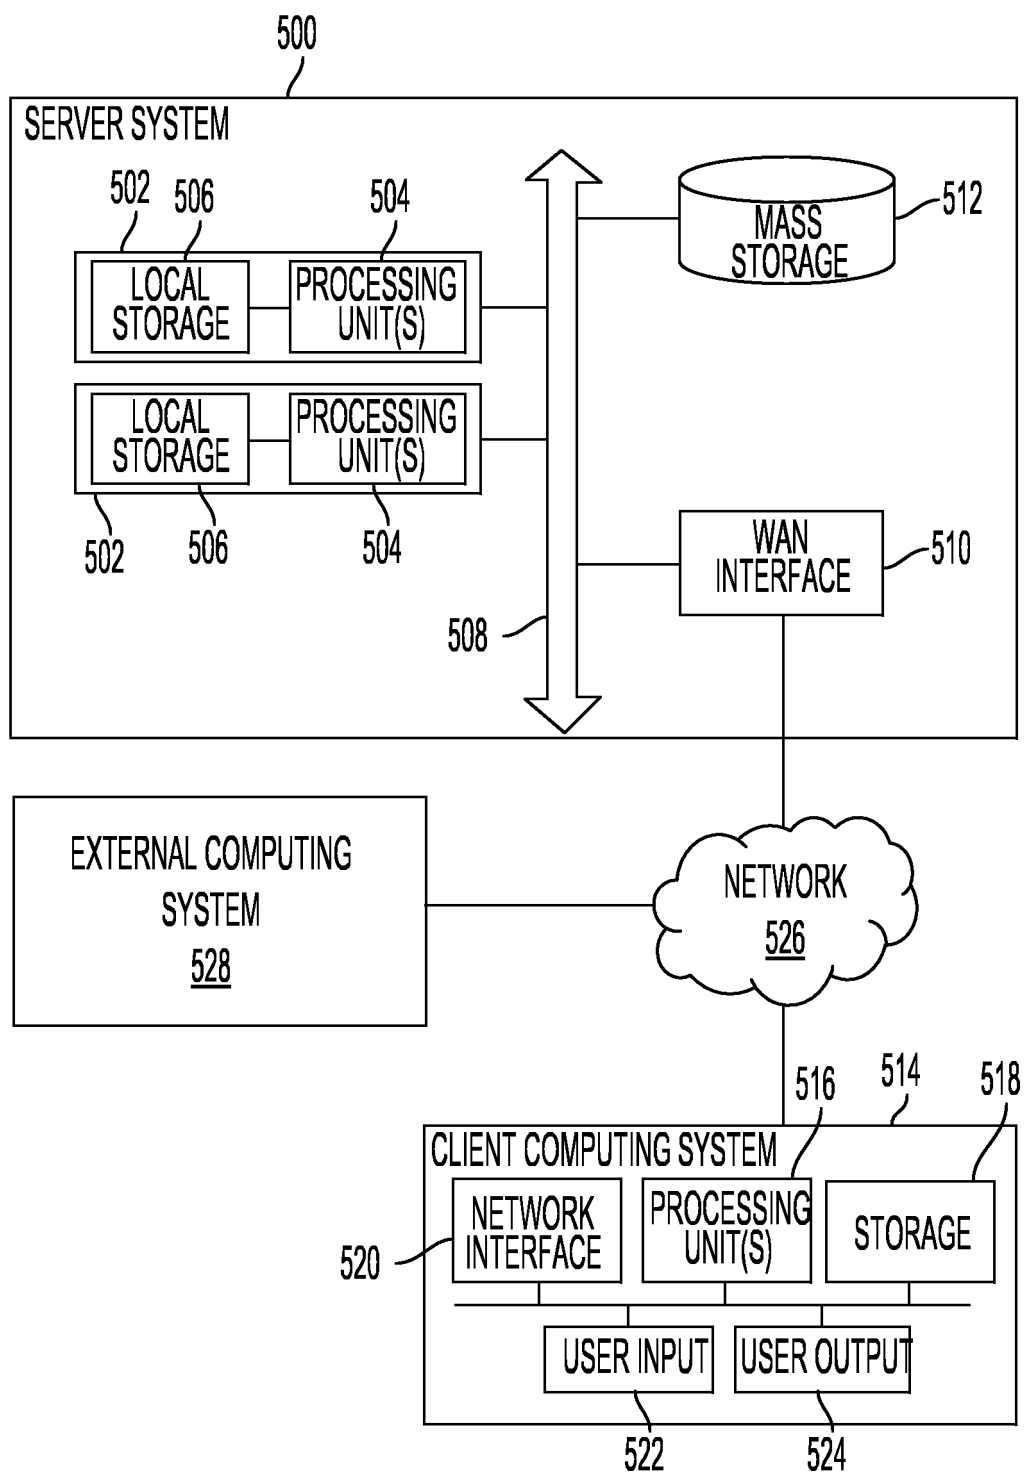 500
SERVER SYSTEM
502
506
504
512
MASS
STORAGE
LOCAL
STORAGE
PROCESSING
UNIT(S)
LOCAL
STORAGE
PROCESSING
UNIT(S)
502
506
504
WAN
INTERFACE
510
508
EXTERNAL COMPUTING
SYSTEM
528
NETWORK
526
516
514
518
CLIENT COMPUTING SYSTEM
NETWORK
INTERFACE
PROCESSING
UNIT(S)
STORAGE
520
USER INPUT
USER OUTPUT
522
524